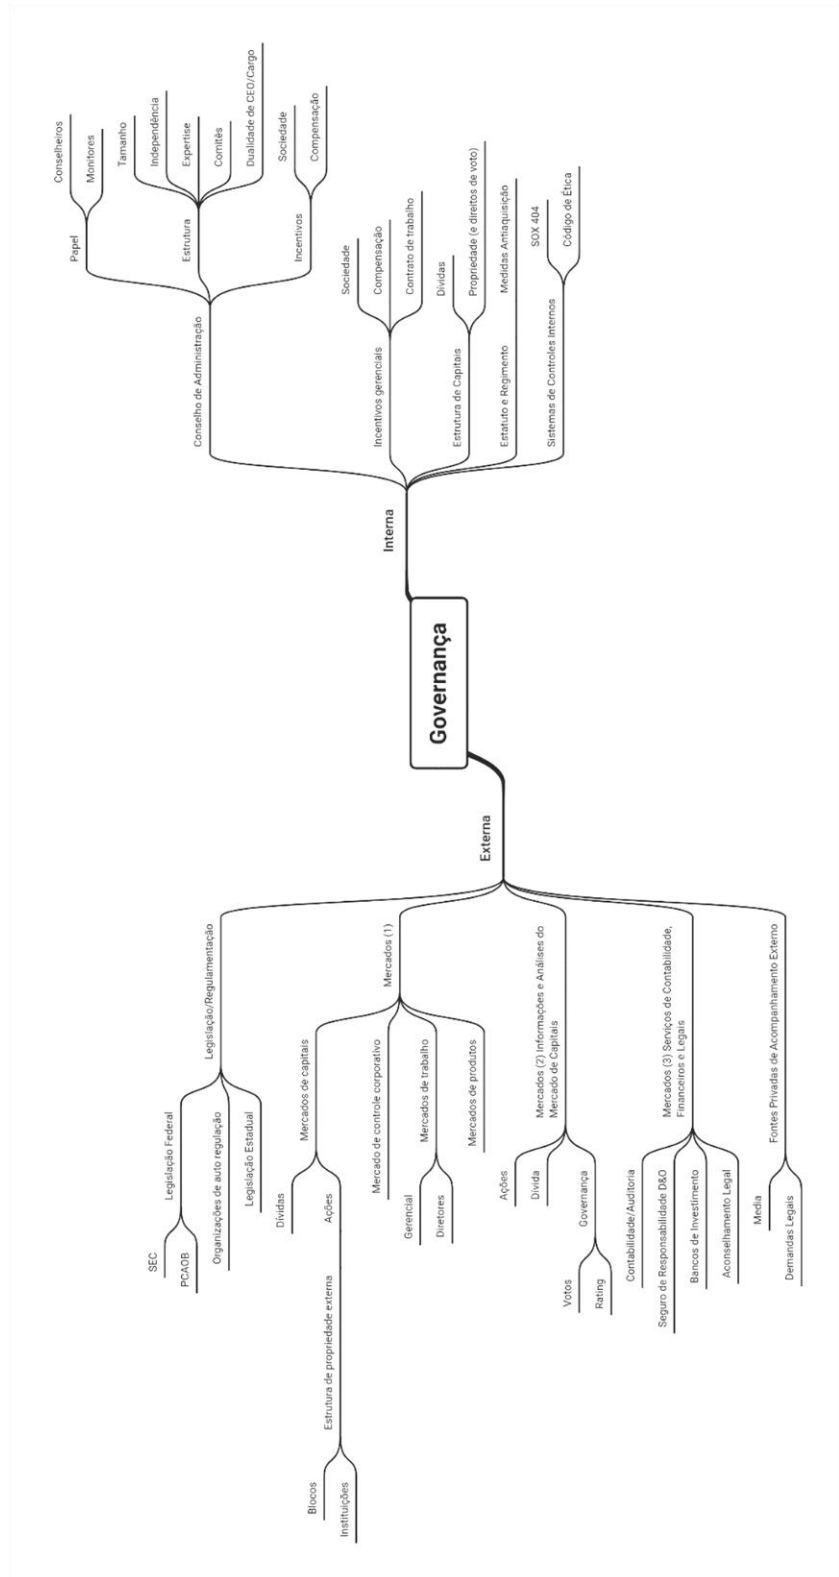 Governança
Interna
Conselho de Administração
Papel
Conselheiros
Monitores
Estrutura
Tamanho
Independência
Expertise
Comitês
Dualidade de CEO/Cargo
Incentivos
Sociedade
Compensação
Incentivos gerenciais
Sociedade
Compensação
Contrato de trabalho
Estrutura de Capitais
Dívidas
Propriedade (e direitos de voto)
Estatuto e Regimento
Medidas Antiaquisição
Sistemas de Controles Internos
SOX 404
Código de Ética
Externa
Legislação/Regulamentação
Legislação Federal
SEC
PCAOB
Organizações de auto regulação
Legislação Estadual
Mercados (1)
Mercados de capitais
Dívidas
Ações
Estrutura de propriedade externa
Blocos
Instituições
Mercado de controle corporativo
Mercados de trabalho
Gerencial
Diretores
Mercados de produtos
Mercados (2) Informações e Análises do
Mercado de Capitais
Ações
Dívida
Governança
Votos
Rating
Mercados (3) Serviços de Contabilidade,
Financeiros e Legais
Contabilidade/Auditoria
Seguro de Responsabilidade D&O
Bancos de Investimento
Aconselhamento Legal
Fontes Privadas de Acompanhamento Externo
Media
Demandas Legais